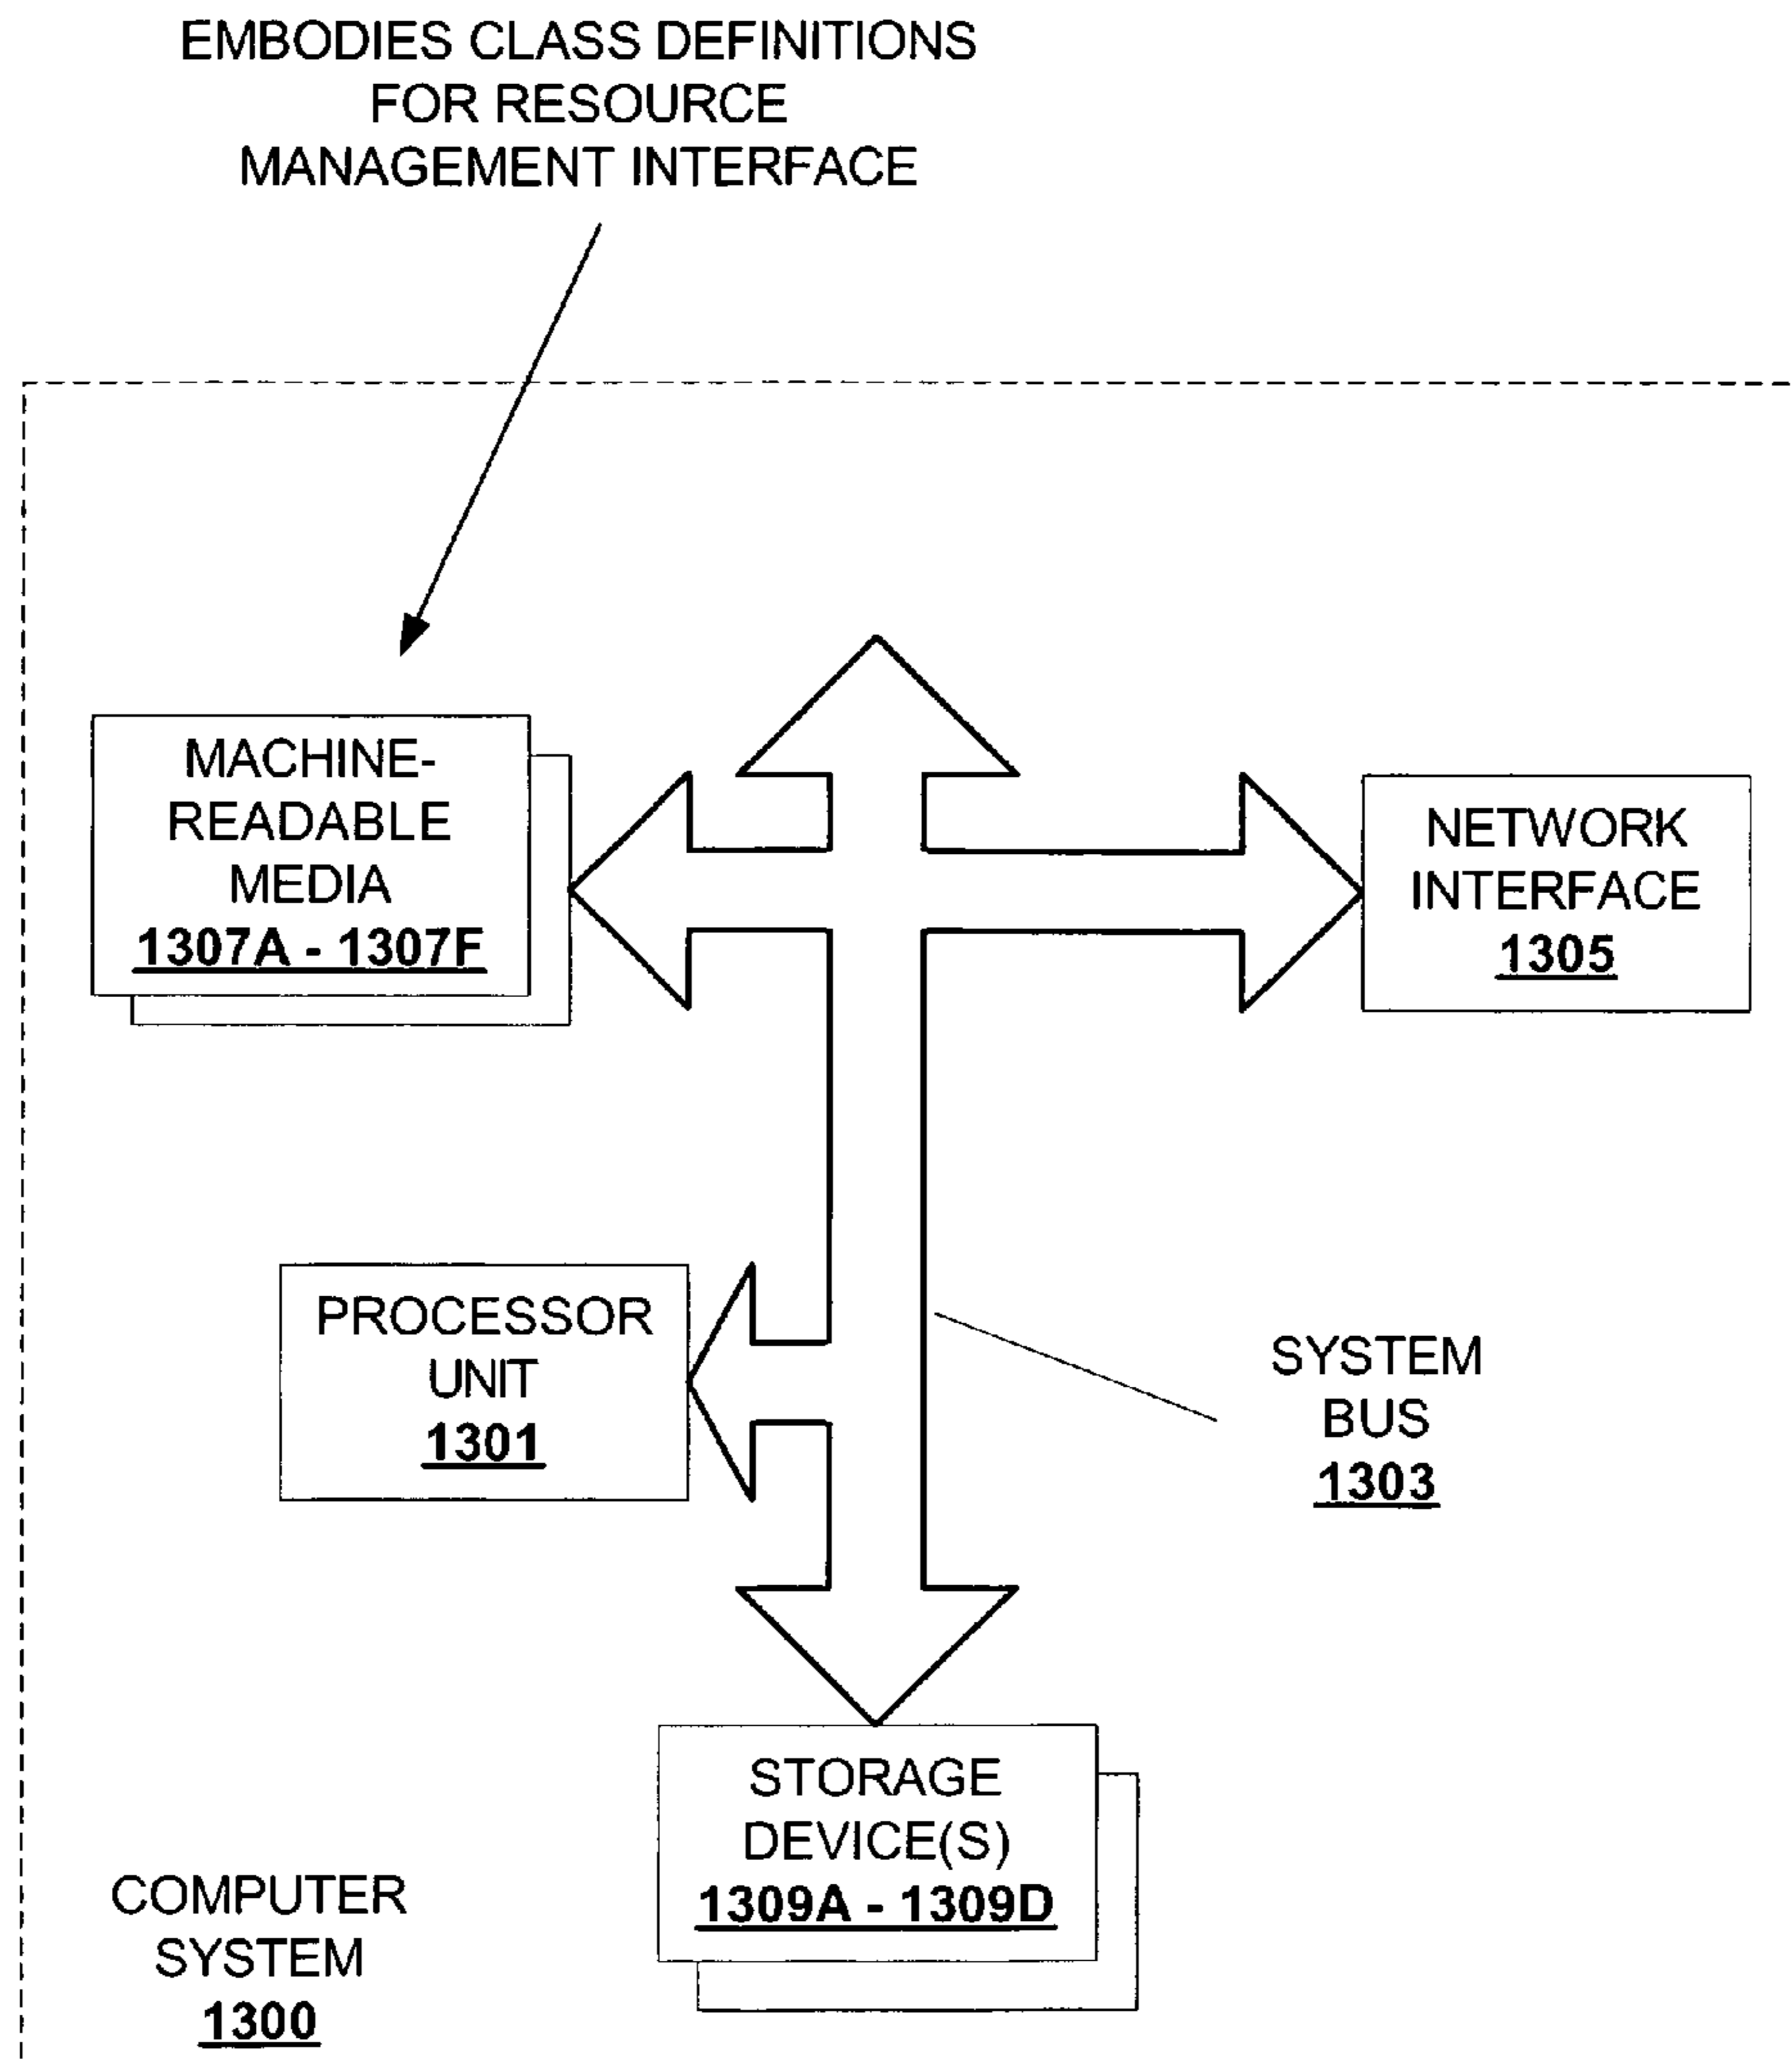 EMBODIES CLASS DEFINITIONS
FOR RESOURCE
MANAGEMENT INTERFACE
MACHINE-
READABLE
MEDIA
1307A - 1307F
NETWORK
INTERFACE
1305
PROCESSOR
UNIT
1301
SYSTEM
BUS
1303
STORAGE
DEVICE(S)
1309A - 1309D
COMPUTER
SYSTEM
1300